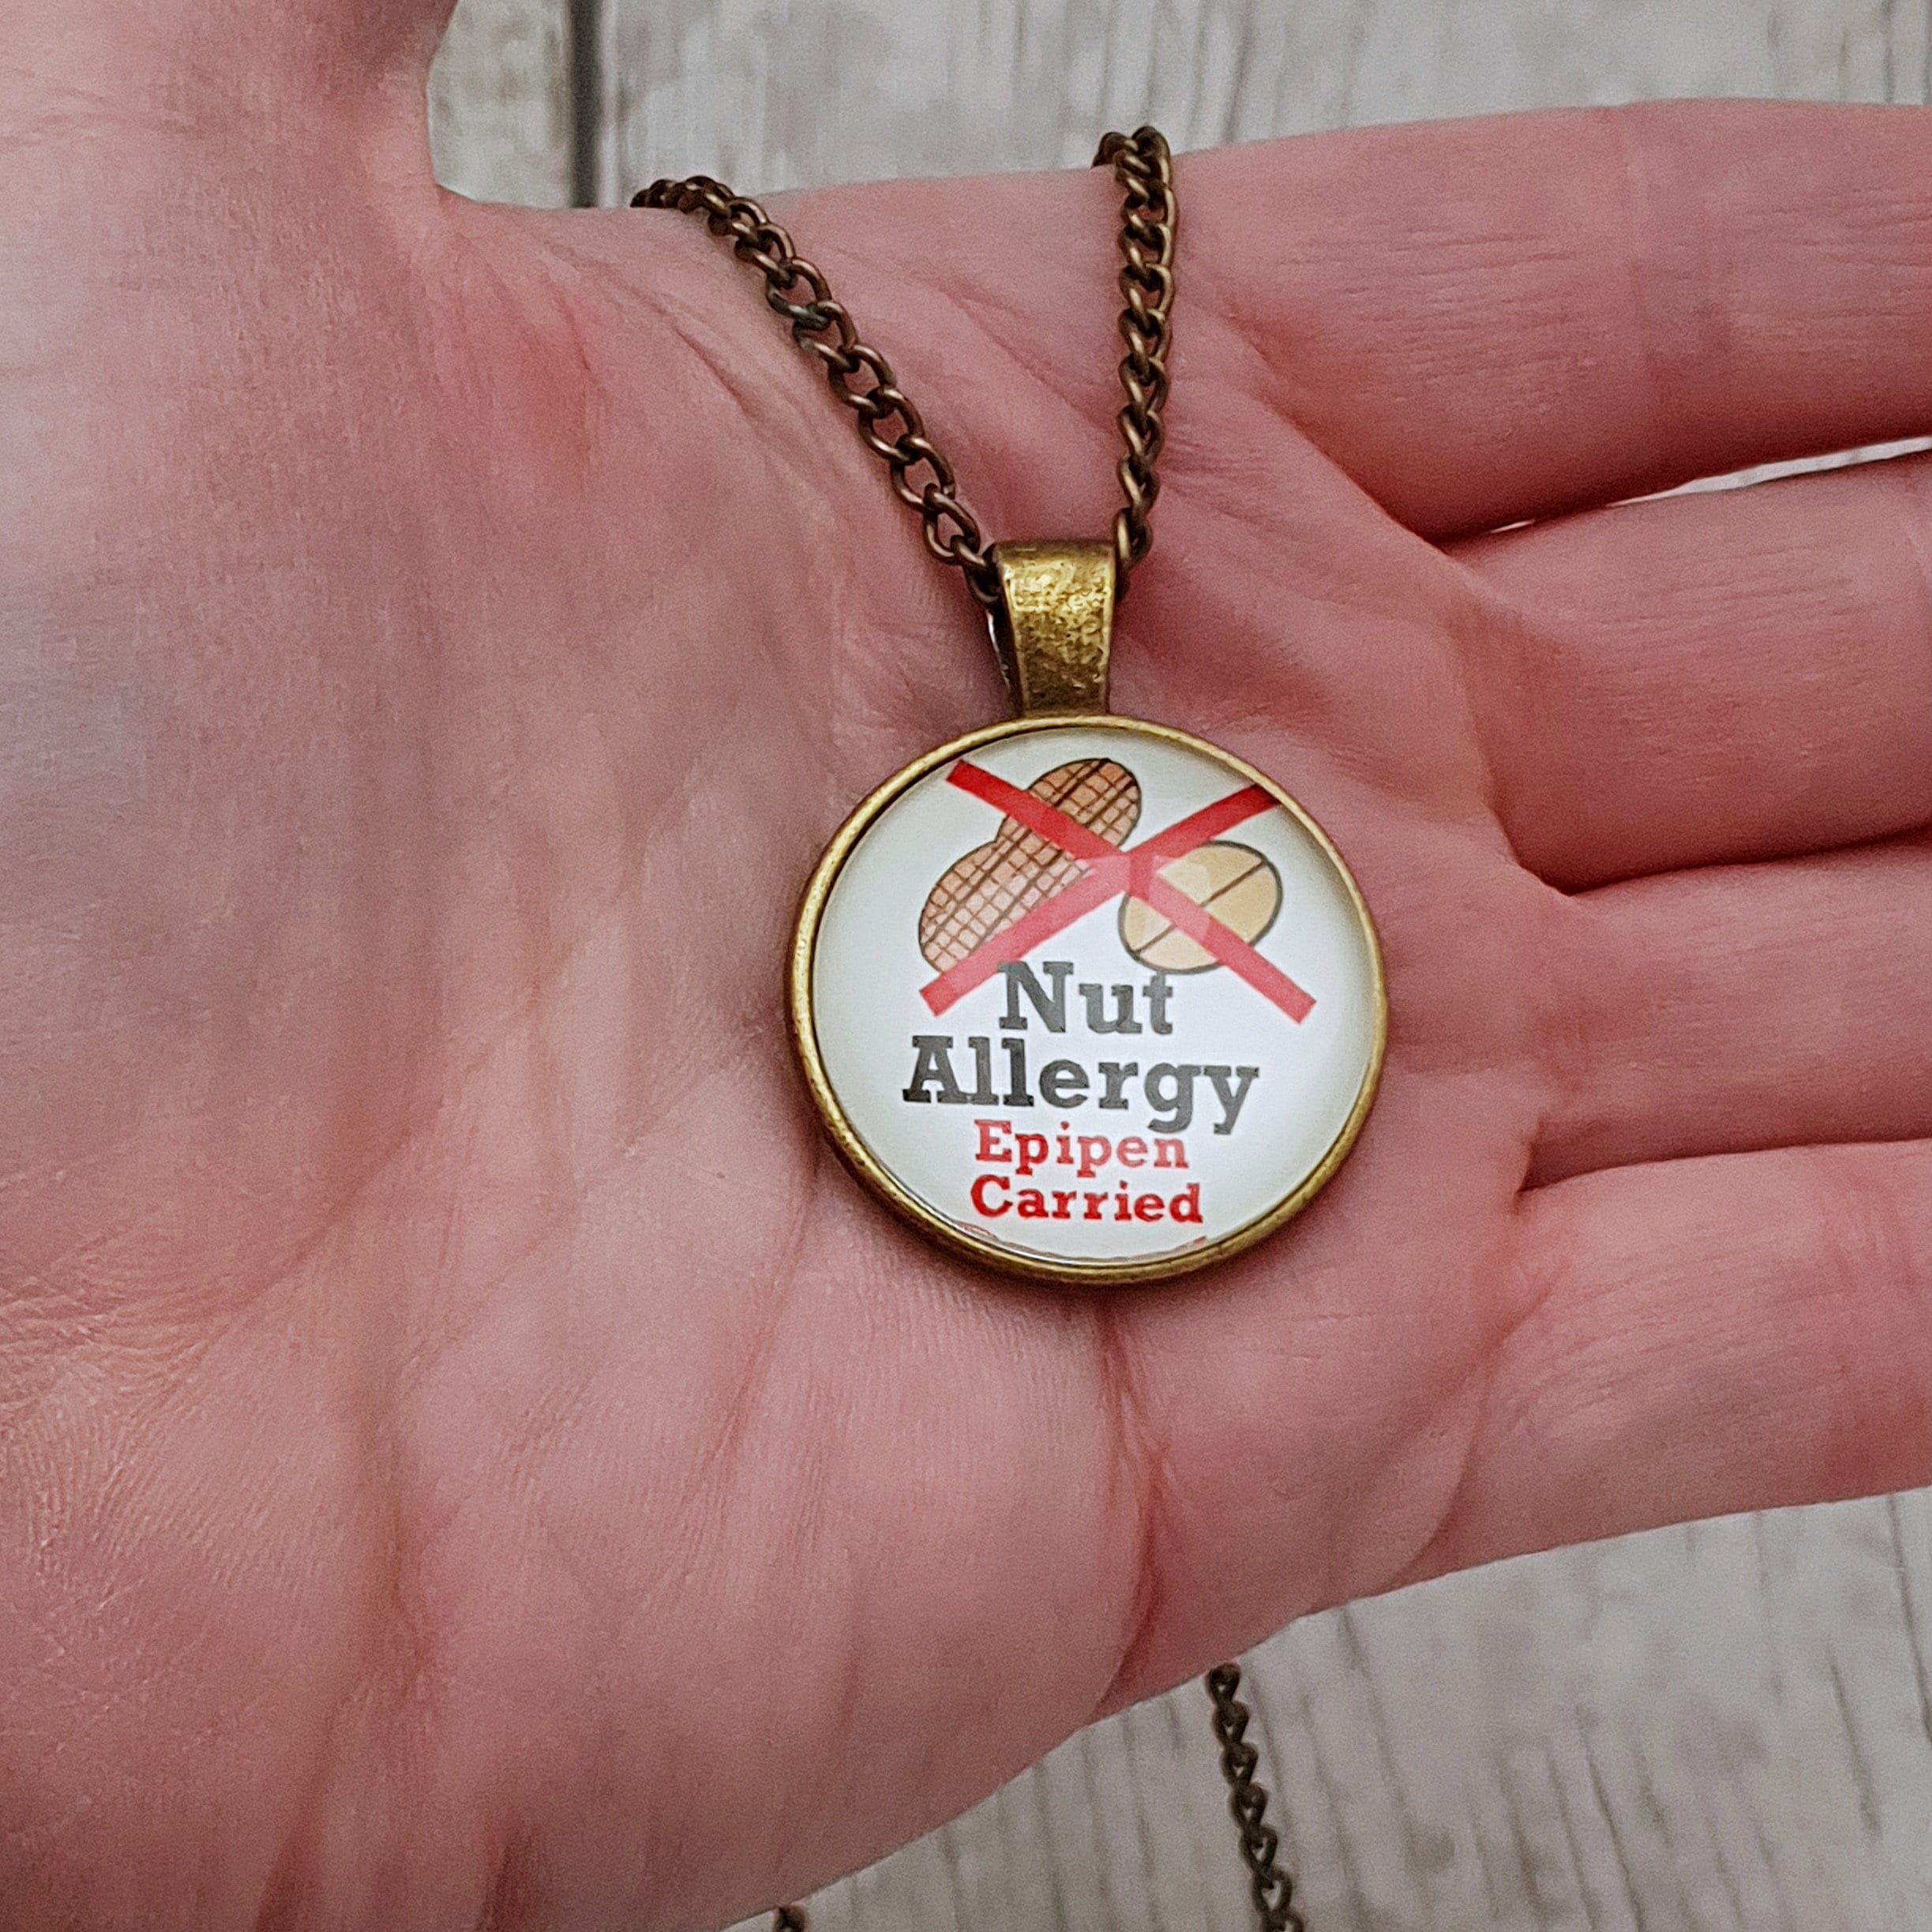 Nut
Allergy
Epipen
Carried